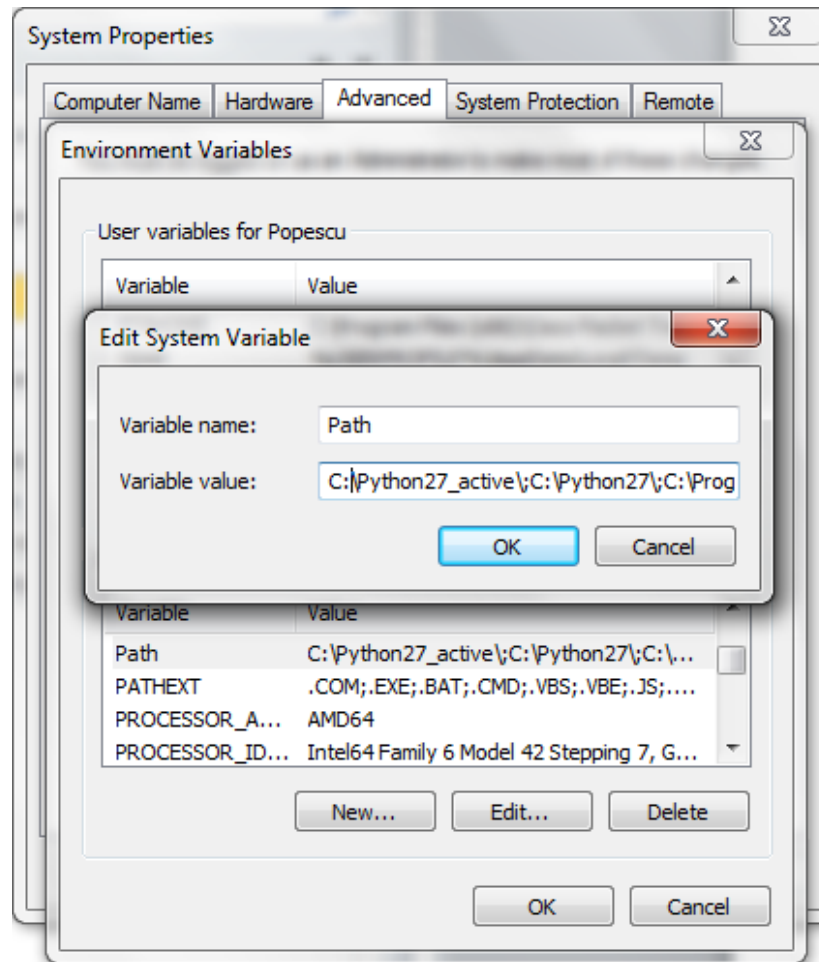 System Properties
Computer Name Hardware Advanced System Protection Remote
Environment Variables
User variables for Popescu
Variable Value
Edit System Variable
Variable name: Path
Variable value: C:\Python27_active\;C:\Python27\;C:\Prog
OK Cancel
Variable Value
Path C:\Python27_active\;C:\Python27\;C:\...
PATHEXT .COM;.EXE;.BAT;.CMD;.VBS;.VBE;.JS;....
PROCESSOR_A... AMD64
PROCESSOR_ID... Intel64 Family 6 Model 42 Stepping 7, G...
New... Edit... Delete
OK Cancel